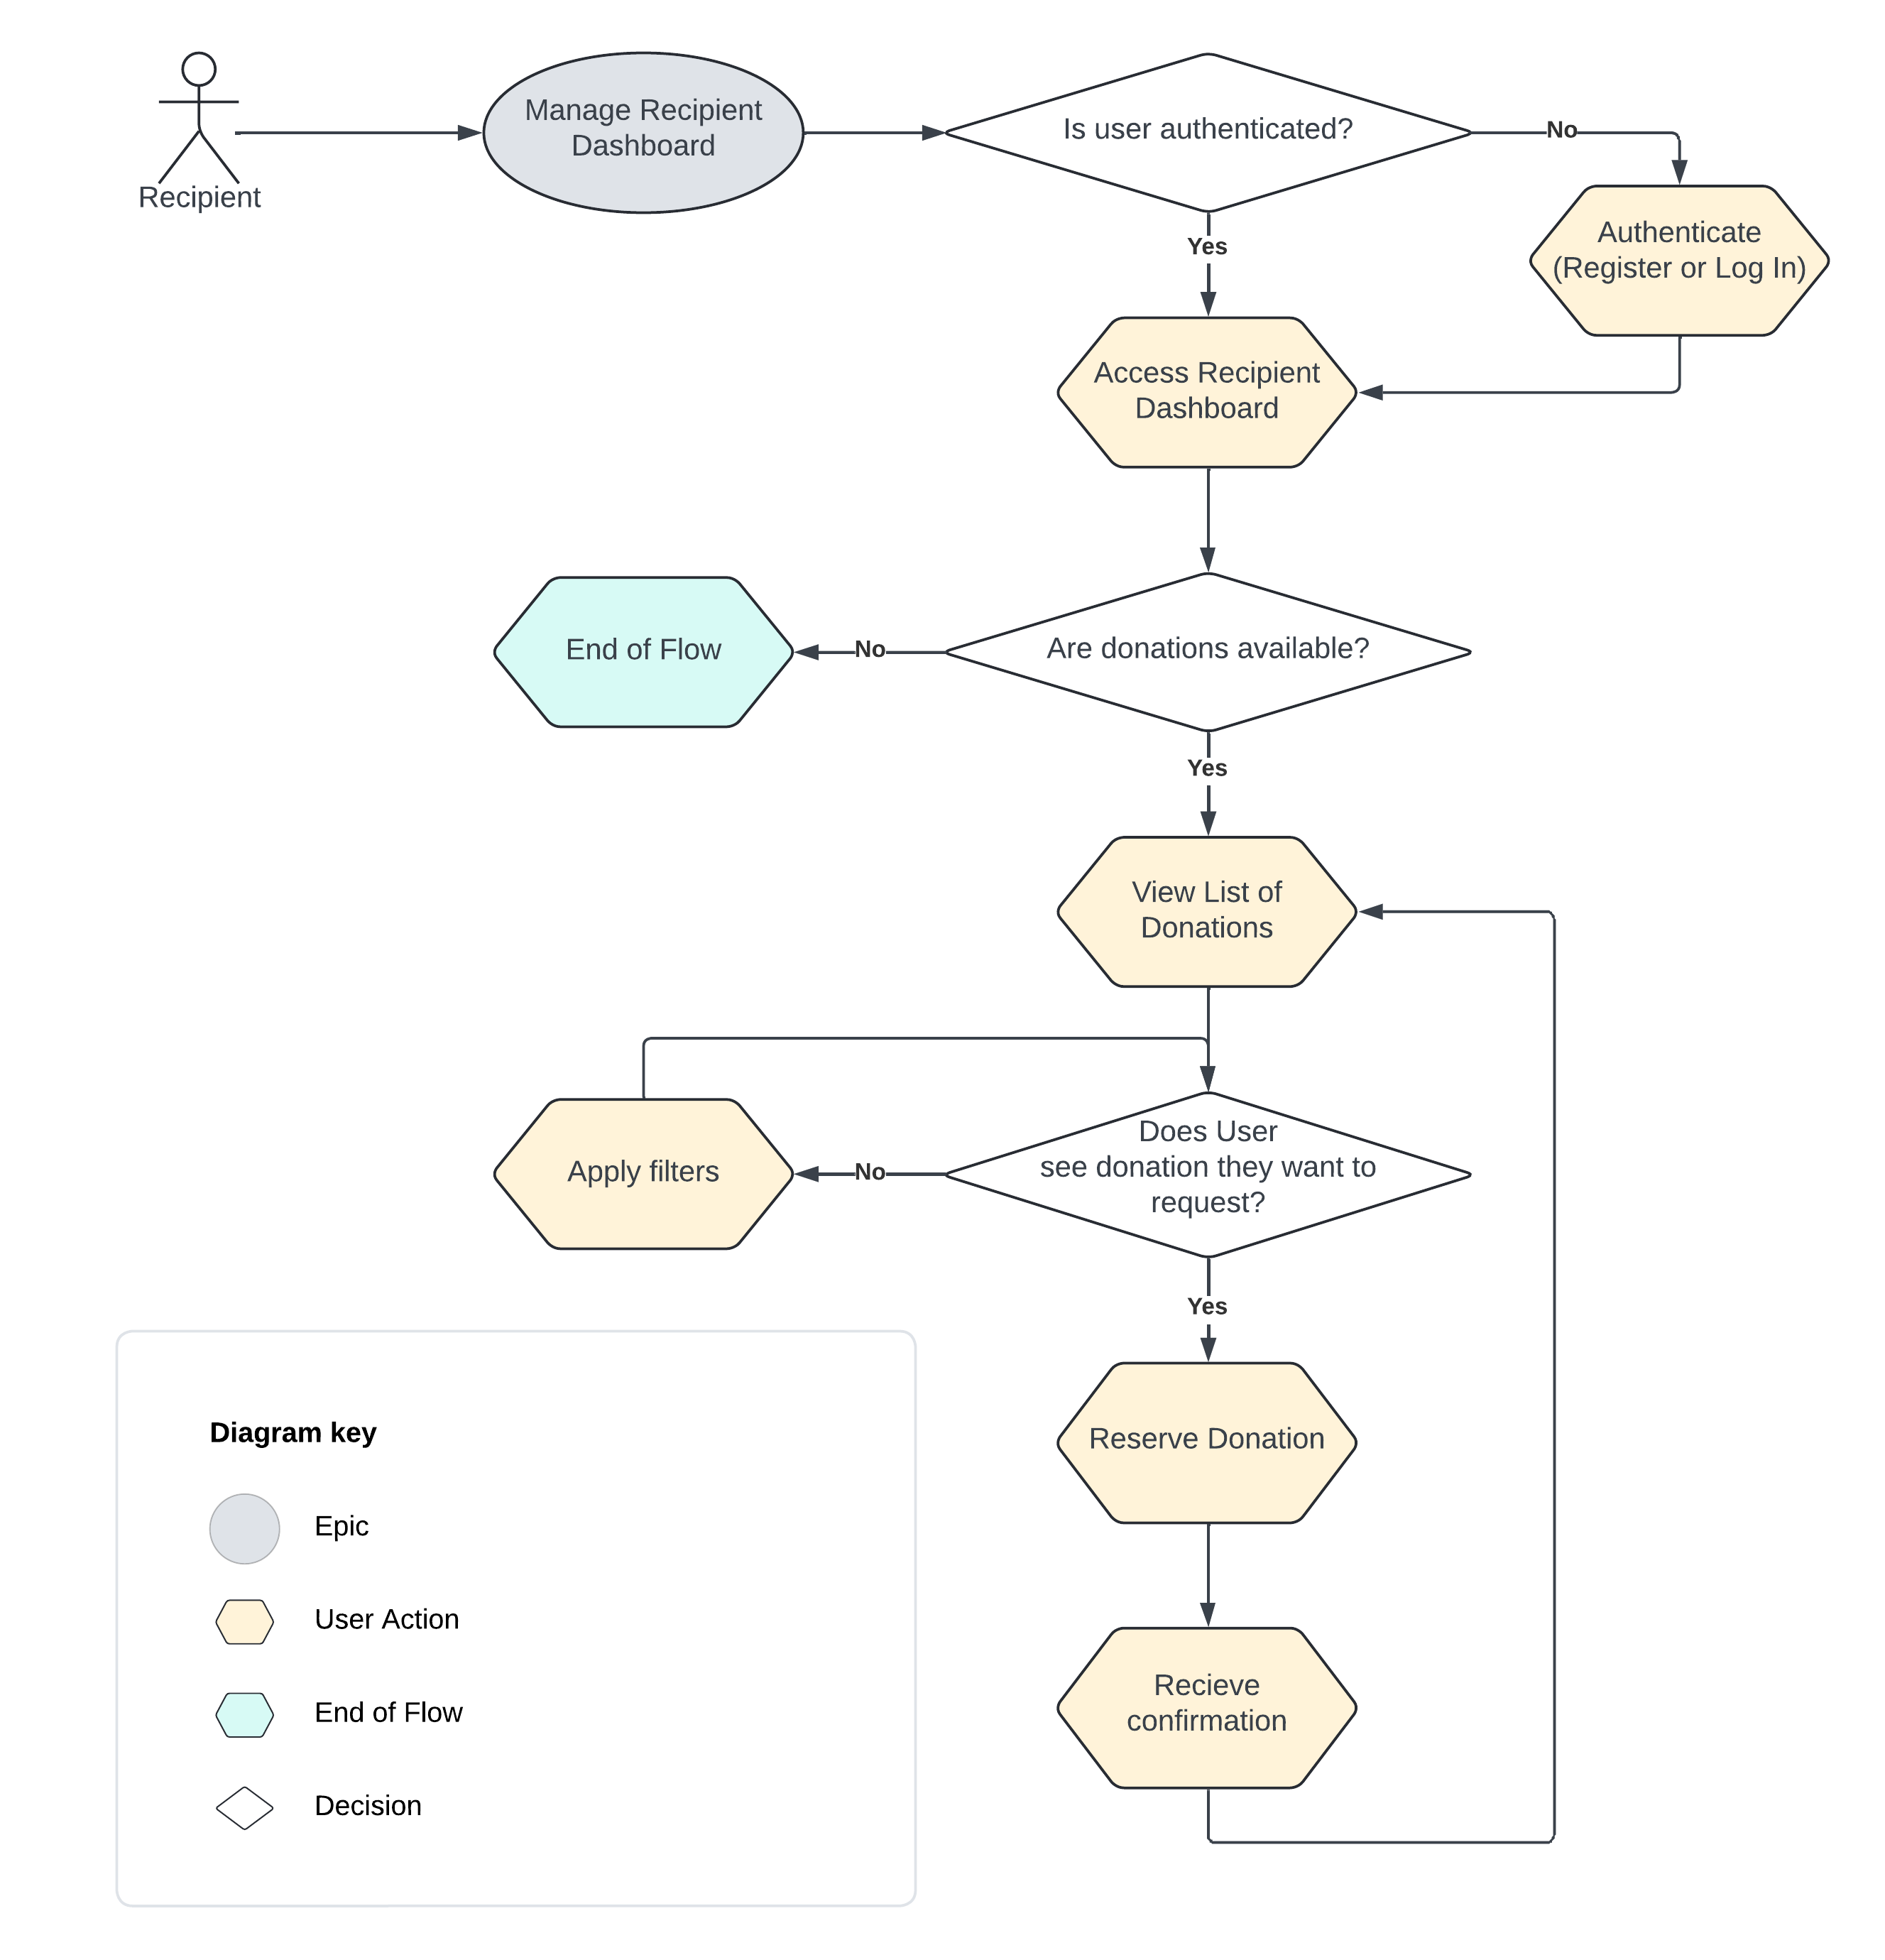 Recipient
Manage Recipient
Dashboard
Is user authenticated?
No
Authenticate
(Register or Log In)
Yes
Access Recipient
Dashboard
Are donations available?
No
End of Flow
Yes
View List of
Donations
Does User
see donation they want to
request?
No
Apply filters
Yes
Reserve Donation
Recieve
confirmation
Diagram key
Epic
User Action
End of Flow
Decision